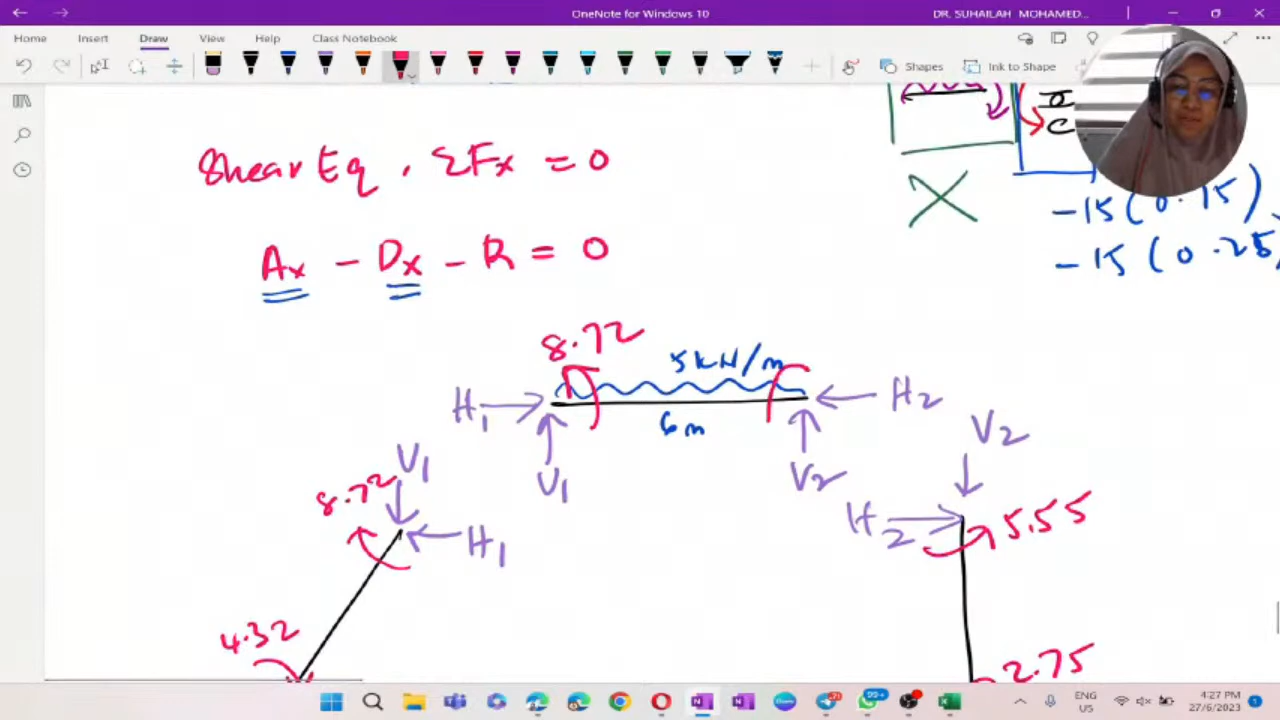 OneNote for Windows 10
DR. SUHAILAH MOHAMED...
Home Insert Draw View Help Class Notebook
Shapes Ink to Shape
Shear Eq, ΣFx = 0
Ax - Dx - R = 0
C
X
-15(0.15)
-15(0.25
8.72
5kN/m
H1
H2
6m
V1
V2
V1
V2
8.72
H1
H2
5.55
4.32
2.75
99+
ENG
US
4:27 PM
27/6/2023